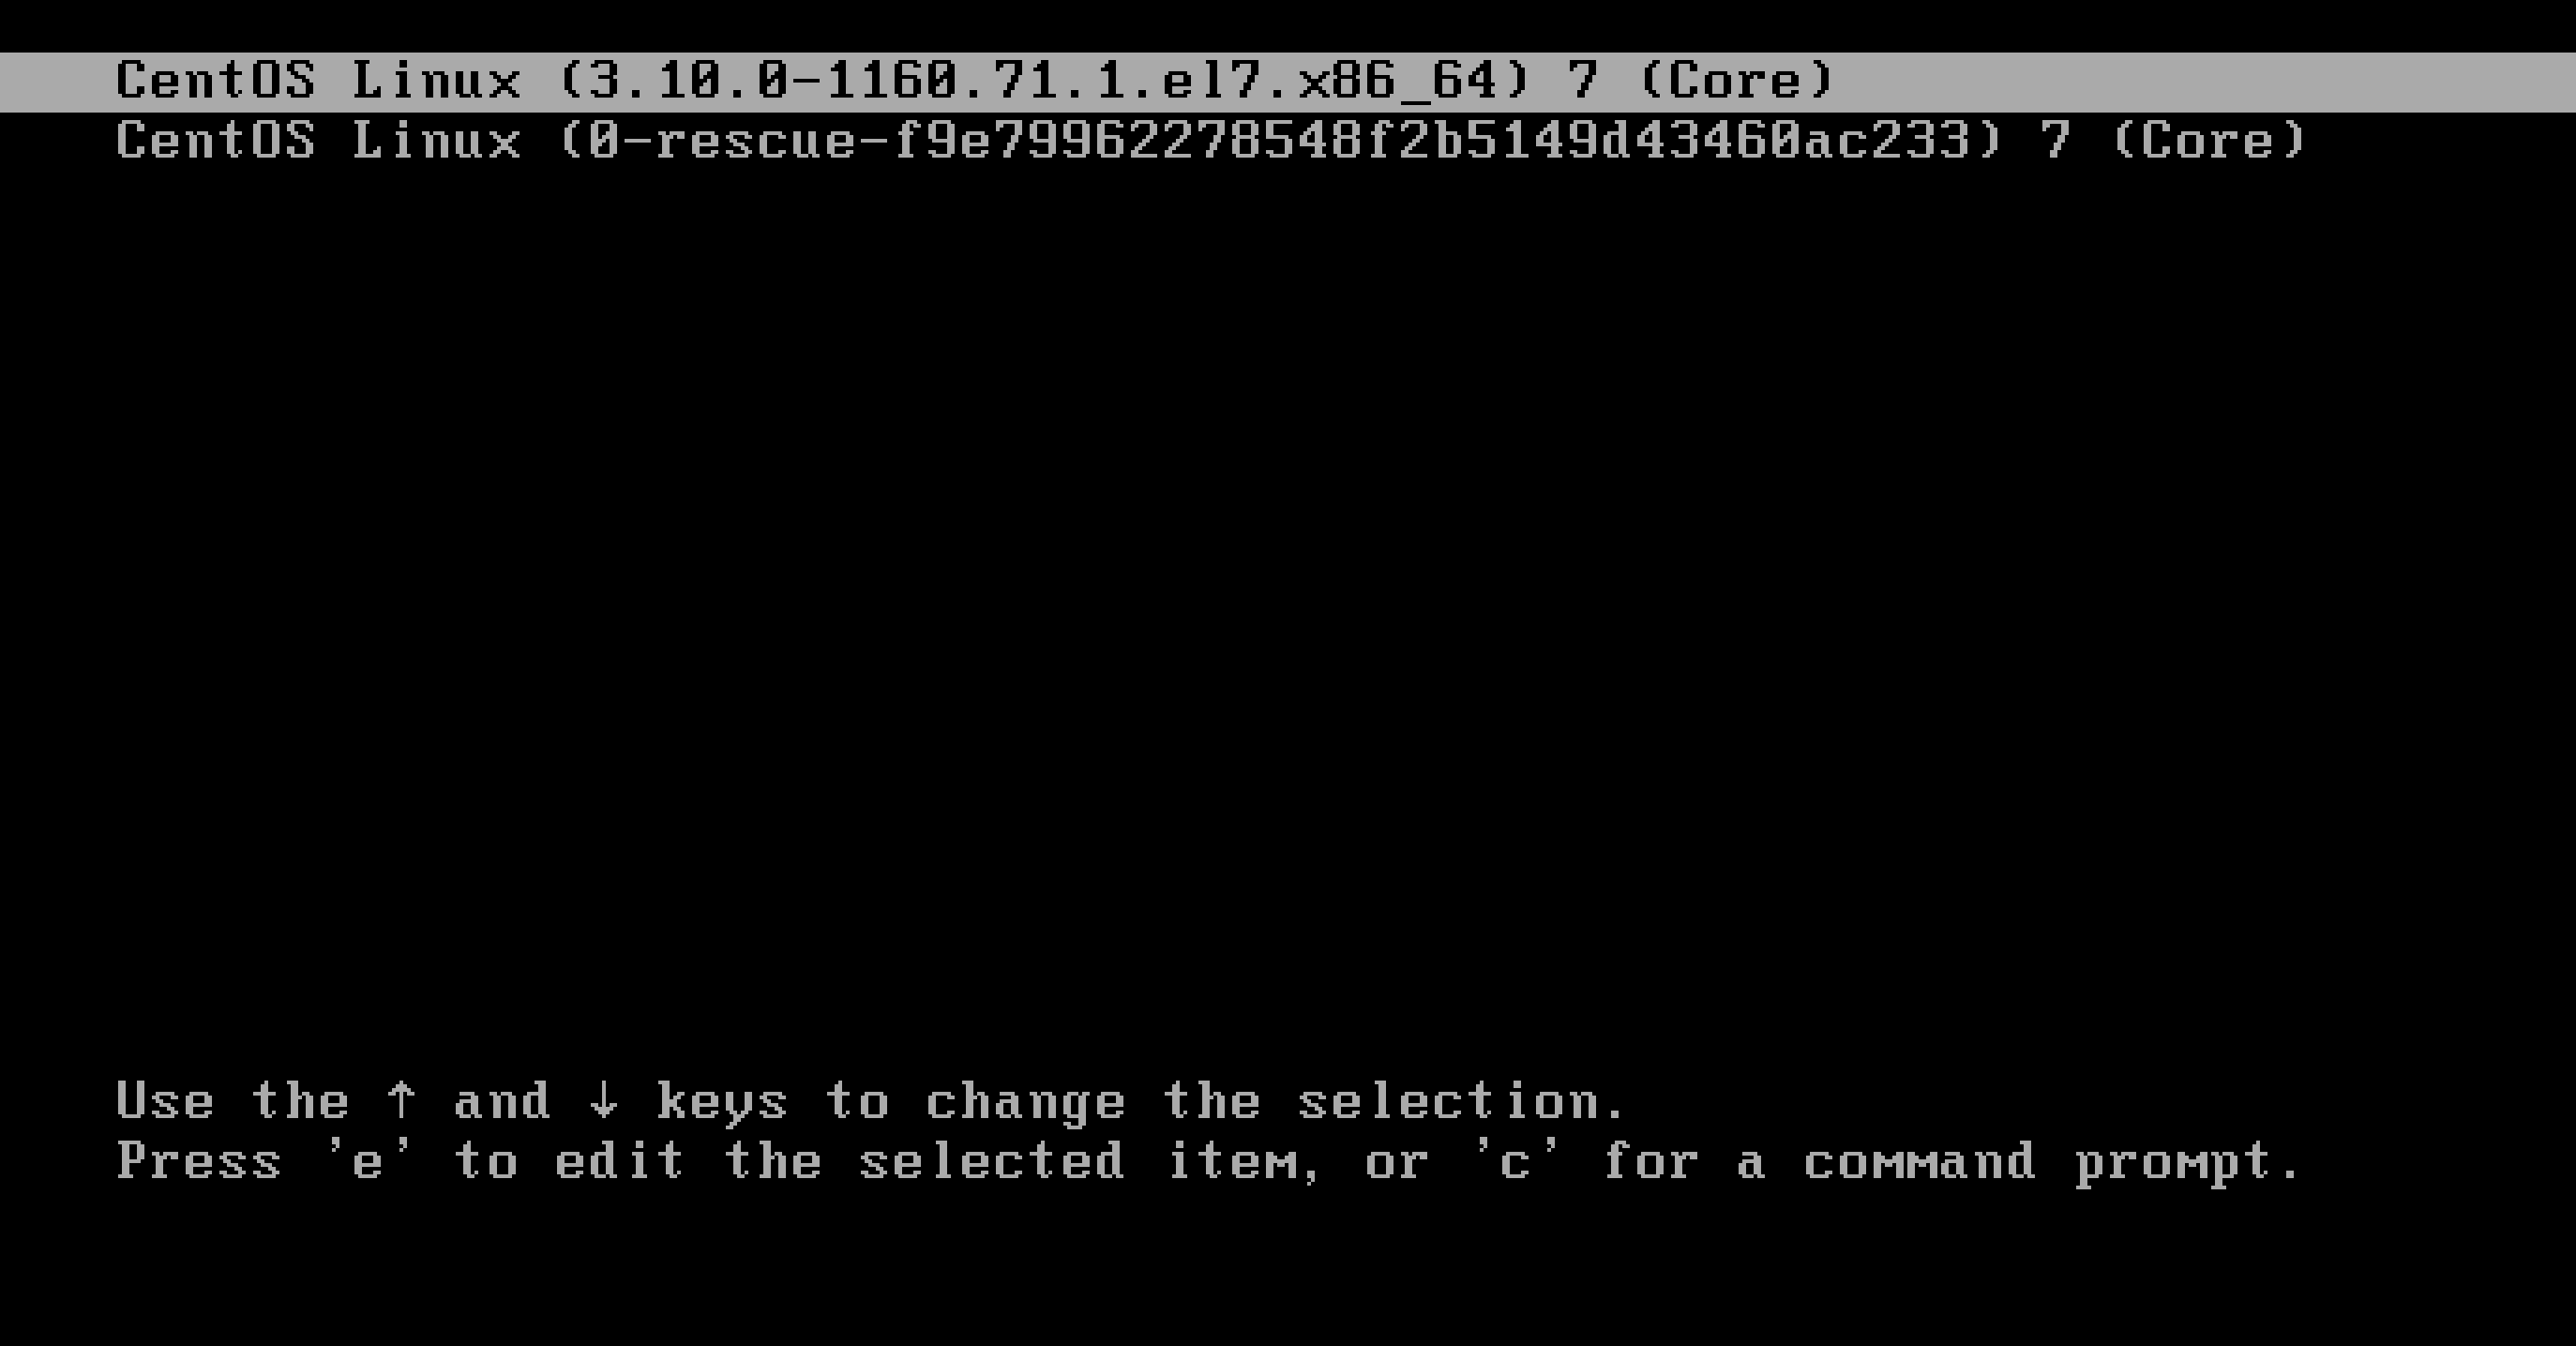 CentOS Linux (3.10.0-1160.71.1.el7.x86_64) 7 (Core)
CentOS Linux (0-rescue-f9e79962278548f2b5149d43460ac233) 7 (Core)
Use the ↑ and ↓ keys to change the selection.
Press 'e' to edit the selected item, or 'c' for a command prompt.